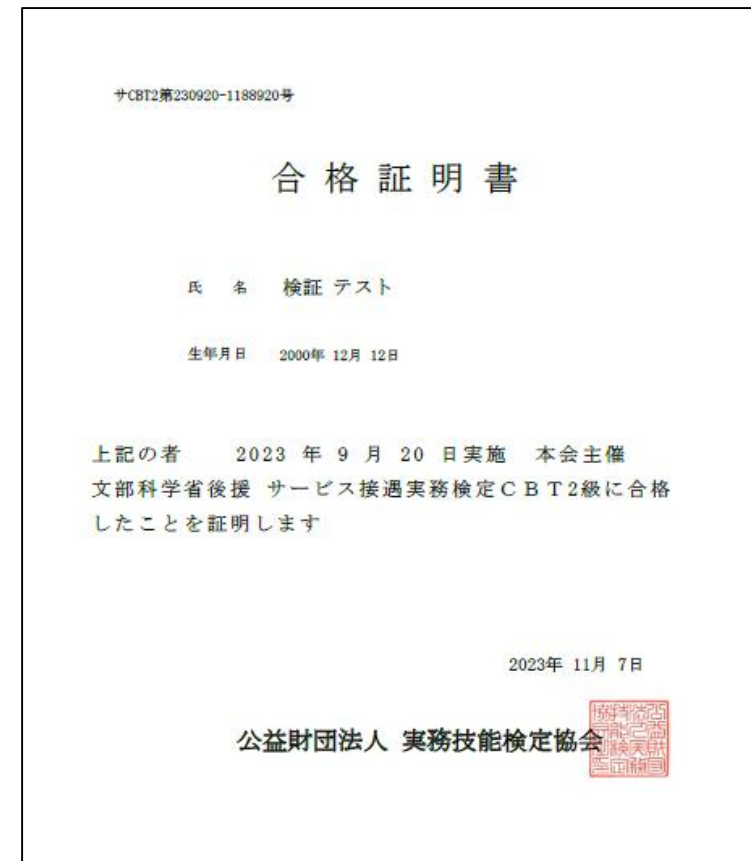 サCBT2第230920-1188920号
合格証明書
氏 名 検証 テスト
生年月日 2000年 12月 12日
上記の者 2023 年 9 月 20 日実施 本会主催
文部科学省後援 サービス接遇実務検定CBT2級に合格
したことを証明します
2023年 11月 7日
公益財団法人 実務技能検定協会